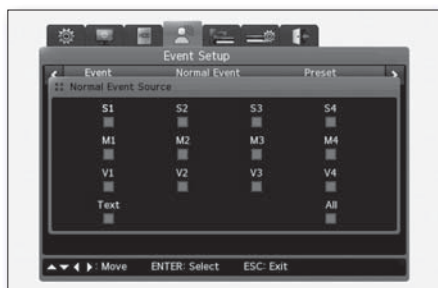 Event Setup
Event Normal Event Preset
Normal Event Source
S1 S2 S3 S4
M1 M2 M3 M4
V1 V2 V3 V4
Text All
: Move ENTER: Select ESC: Exit